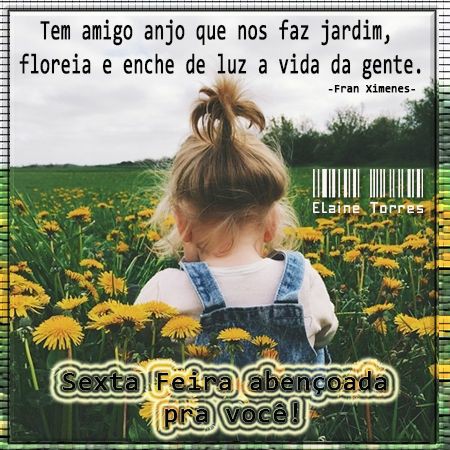 Tem amigo anjo que nos faz jardim,
floreia e enche de luz a vida da gente.
-Fran Ximenes-
Elaine Torres
Sexta Feira abençoada
pra você!